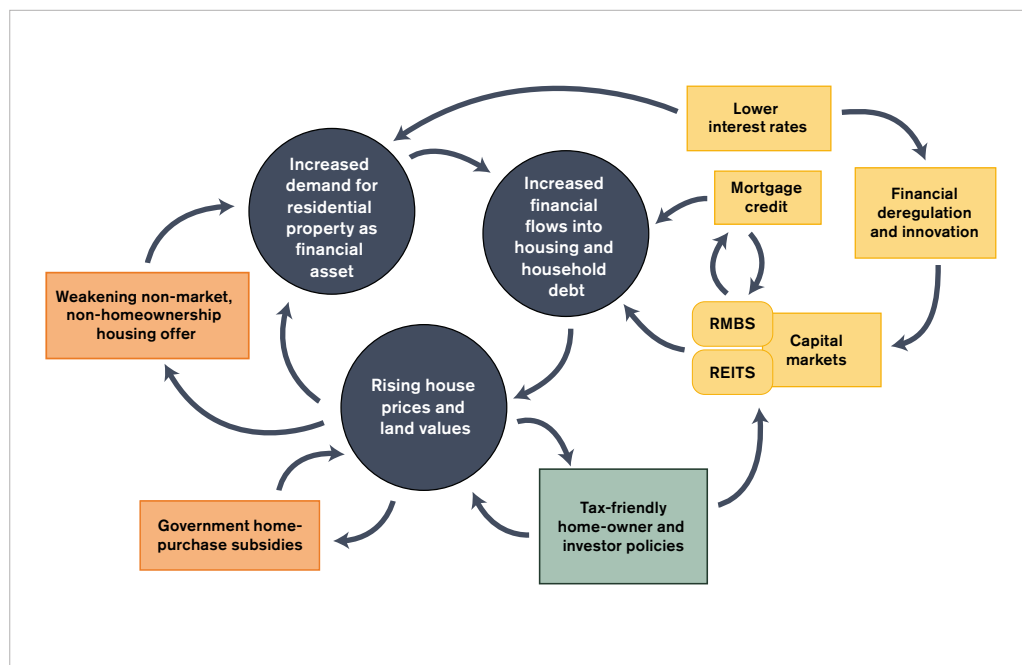 Lower
interest rates
Increased
demand for
residential
property as
financial
asset
Increased
financial
flows into
housing and
household
debt
Mortgage
credit
Financial
deregulation
and innovation
Weakening non-market,
non-homeownership
housing offer
RMBS
REITS
Capital
markets
Rising house
prices and
land values
Government home-
purchase subsidies
Tax-friendly
home-owner and
investor policies